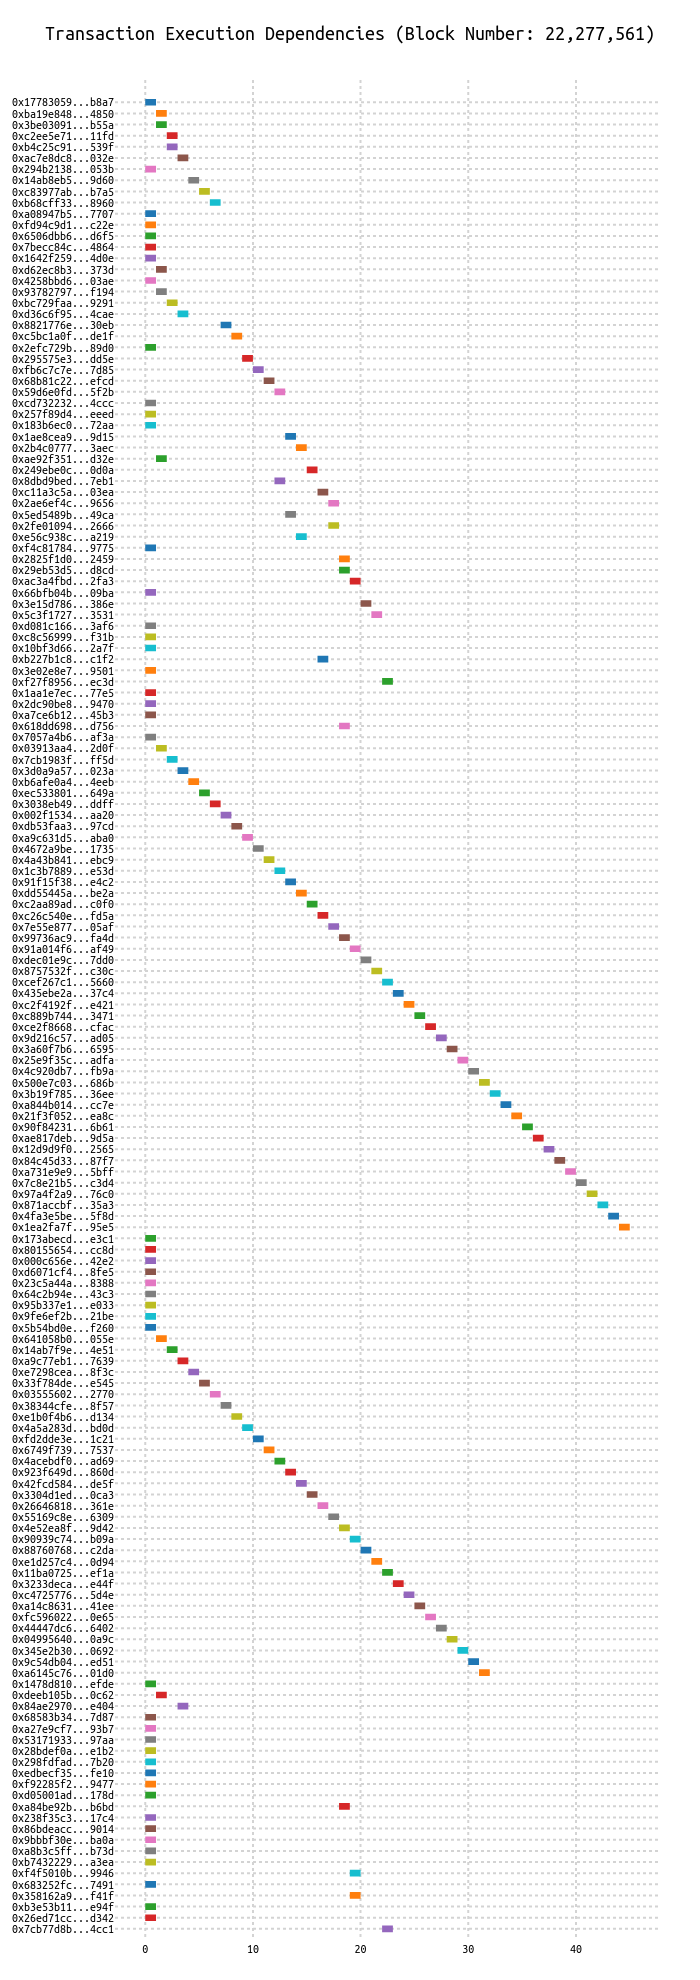 Transaction Execution Dependencies (Block Number: 22,277,561)
0x17783059...b8a7
0xba19e848...4850
0x3be03091...b55a
0xc2ee5e71...11fd
0xb4c25c91...539f
0xac7e8dc8...032e
0x294b2138...053b
0x14ab8eb5...9d60
0xc83977ab...b7a5
0xb68cff33...8960
0xa08947b5...7707
0xfd94c9d1...c22e
0x6506dbb6...d6f5
0x7becc84c...4864
0x1642f259...4d0e
0xd62ec8b3...373d
0x4258bbd6...03ae
0x93782797...f194
0xbc729faa...9291
0xd36c6f95...4cae
0x8821776e...30eb
0xc5bc1a0f...de1f
0x2efc729b...89d0
0x295575e3...dd5e
0xfb6c7c7e...7d85
0x68b81c22...efcd
0x59d6e0fd...5f2b
0xcd732232...4ccc
0x257f89d4...eeed
0x183b6ec0...72aa
0x1ae8cea9...9d15
0x2b4c0777...3aec
0xae92f351...d32e
0x249ebe0c...0d0a
0x8dbd9bed...7eb1
0xc11a3c5a...03ea
0x2ae6ef4c...9656
0x5ed5489b...49ca
0x2fe01094...2666
0xe56c938c...a219
0xf4c81784...9775
0x2825f1d0...2459
0x29eb53d5...d8cd
0xac3a4fbd...2fa3
0x66bfb04b...09ba
0x3e15d786...386e
0x5c3f1727...3531
0xd081c166...3af6
0xc8c56999...f31b
0x10bf3d66...2a7f
0xb227b1c8...c1f2
0x3e02e8e7...9501
0xf27f8956...ec3d
0x1aa1e7ec...77e5
0x2dc90be8...9470
0xa7ce6b12...45b3
0x618dd698...d756
0x7057a4b6...af3a
0x03913aa4...2d0f
0x7cb1983f...ff5d
0x3d0a9a57...023a
0xb6afe0a4...4eeb
0xec533801...649a
0x3038eb49...ddff
0x002f1534...aa20
0xdb53faa3...97cd
0xa9c631d5...aba0
0x4672a9be...1735
0x4a43b841...ebc9
0x1c3b7889...e53d
0x91f15f38...e4c2
0xdd55445a...be2a
0xc2aa89ad...c0f0
0xc26c540e...fd5a
0x7e55e877...05af
0x99736ac9...fa4d
0x91a014f6...af49
0xdec01e9c...7dd0
0x8757532f...c30c
0xcef267c1...5660
0x435ebe2a...37c4
0xc2f4192f...e421
0xc889b744...3471
0xce2f8668...cfac
0x9d216c57...ad05
0x3a60f7b6...6595
0x25e9f35c...adfa
0x4c920db7...fb9a
0x500e7c03...686b
0x3b19f785...36ee
0xa844b014...cc7e
0x21f3f052...ea8c
0x90f84231...6b61
0xae817deb...9d5a
0x12d9d9f0...2565
0x84c45d33...87f7
0xa731e9e9...5bff
0x7c8e21b5...c3d4
0x97a4f2a9...76c0
0x871accbf...35a3
0x4fa3e5be...5f8d
0x1ea2fa7f...95e5
0x173abecd...e3c1
0x80155654...cc8d
0x000c656e...42e2
0xd6071cf4...8fe5
0x23c5a44a...8388
0x64c2b94e...43c3
0x95b337e1...e033
0x9fe6ef2b...21be
0x5b54bd0e...f260
0x641058b0...055e
0x14ab7f9e...4e51
0xa9c77eb1...7639
0xe7298cea...8f3c
0x33f784de...e545
0x03555602...2770
0x38344cfe...8f57
0xe1b0f4b6...d134
0x4a5a283d...bd0d
0xfd2dde3e...1c21
0x6749f739...7537
0x4acebdf0...ad69
0x923f649d...860d
0x42fcd584...de5f
0x3304d1ed...0ca3
0x26646818...361e
0x55169c8e...6309
0x4e52ea8f...9d42
0x90939c74...b09a
0x88760768...c2da
0xe1d257c4...0d94
0x11ba0725...ef1a
0x3233deca...e44f
0xc4725776...5d4e
0xa14c8631...41ee
0xfc596022...0e65
0x44447dc6...6402
0x04995640...0a9c
0x345e2b30...0692
0x9c54db04...ed51
0xa6145c76...01d0
0x1478d810...efde
0xdeeb105b...0c62
0x84ae2970...e404
0x68583b34...7d87
0xa27e9cf7...93b7
0x53171933...97aa
0x28bdef0a...e1b2
0x298fdfad...7b20
0xedbecf35...fe10
0xf92285f2...9477
0xd05001ad...178d
0xa84be92b...b6bd
0x238f35c3...17c4
0x86bdeacc...9014
0x9bbbf30e...ba0a
0xa8b3c5ff...b73d
0xb7432229...a3ea
0xf4f5010b...9946
0x683252fc...7491
0x358162a9...f41f
0xb3e53b11...e94f
0x26ed71cc...d342
0x7cb77d8b...4cc1
0 10 20 30 40